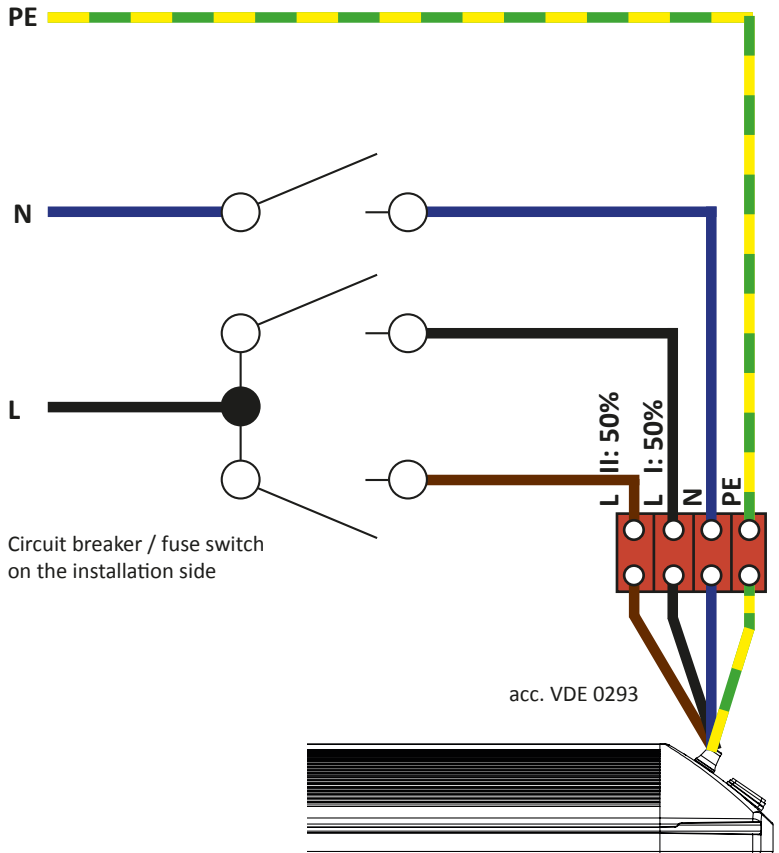 PE
N
L
L II: 50%
L I: 50%
N
PE
Circuit breaker / fuse switch
on the installation side
acc. VDE 0293